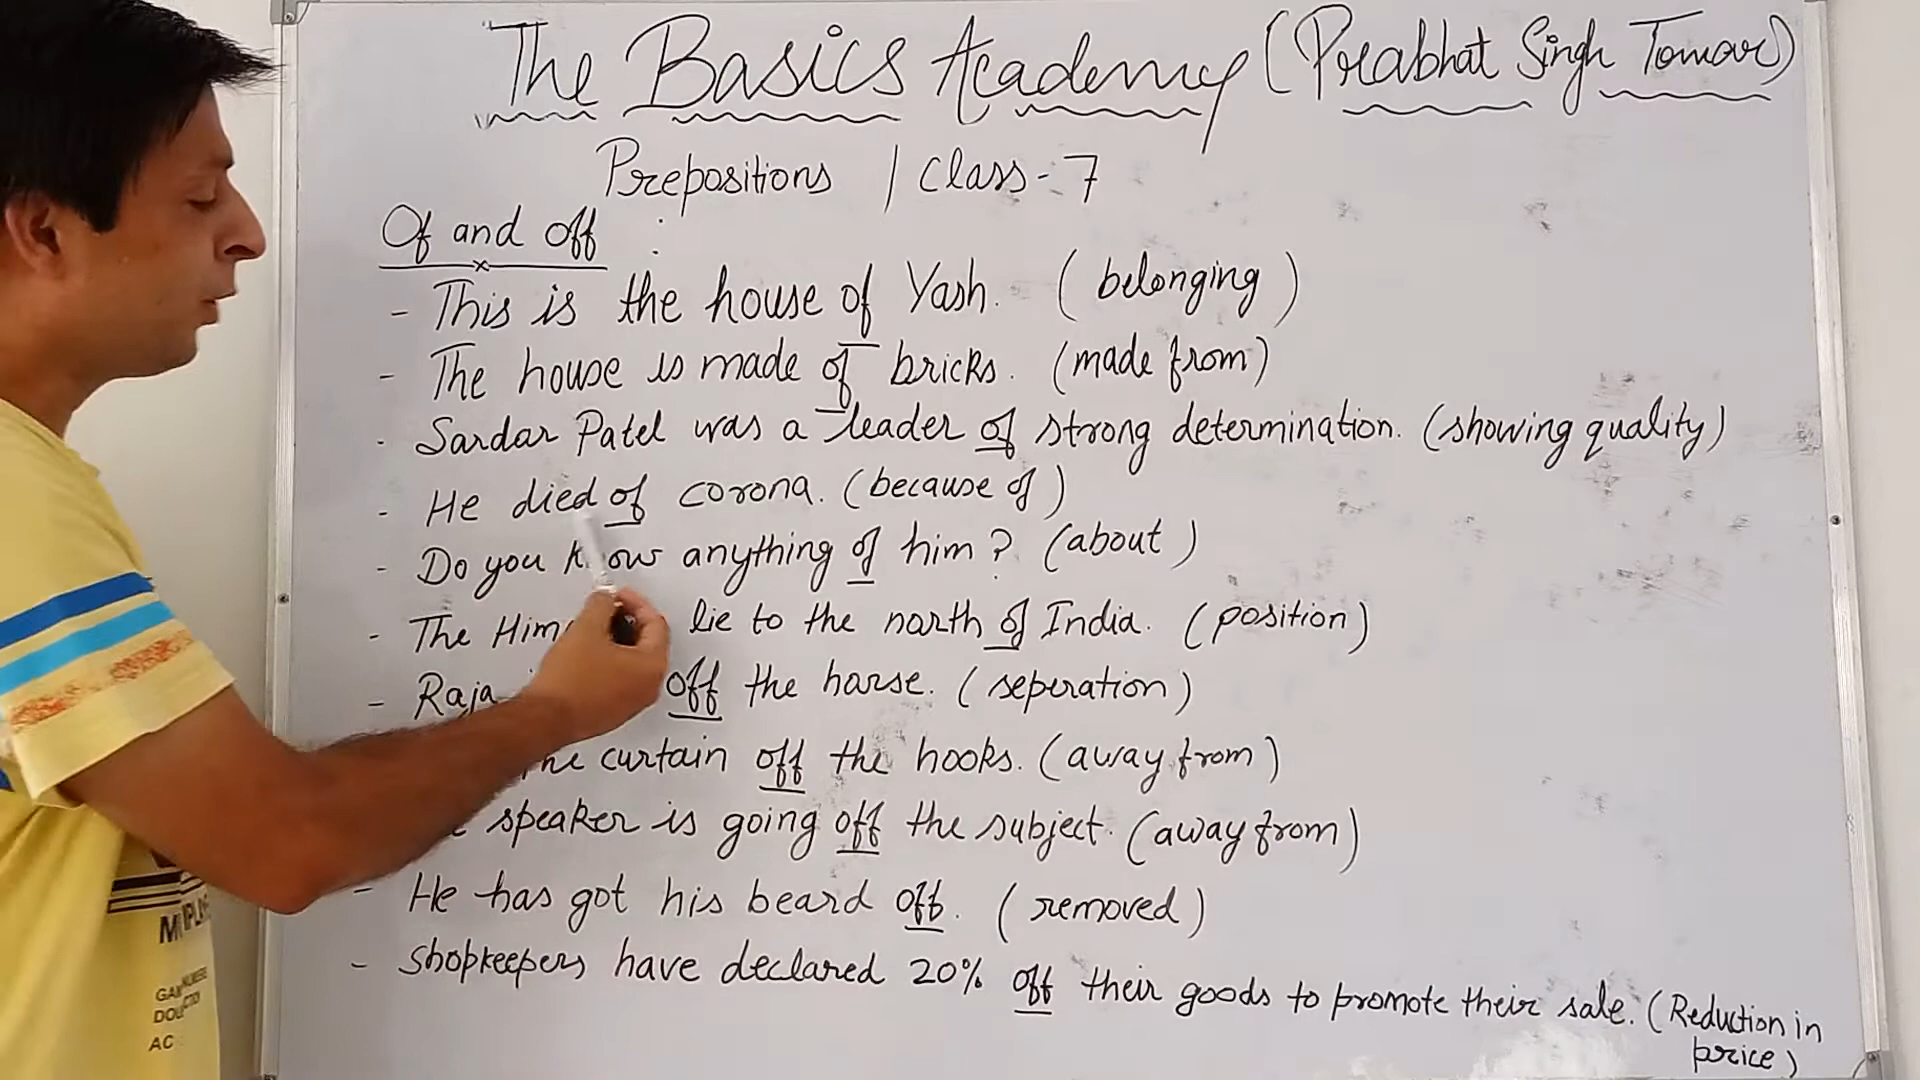 The Basics Academy (Prabhat Singh Tomar)
Prepositions / Class-7
Of and off :
- This is the house of Yash. (belonging)
- The house is made of bricks. (made from)
- Sardar Patel was a leader of strong determination. (showing quality)
- He died of corona. (because of)
- Do you know anything of him? (about)
- The lie to the north of India. (position)
- Raja off the horse. (seperation)
the curtain off the hooks. (away from)
speaker is going off the subject. (away from)
- He has got his beard off. (removed)
- Shopkeepers have declared 20% off their goods to promote their sale. (Reduction in
price)